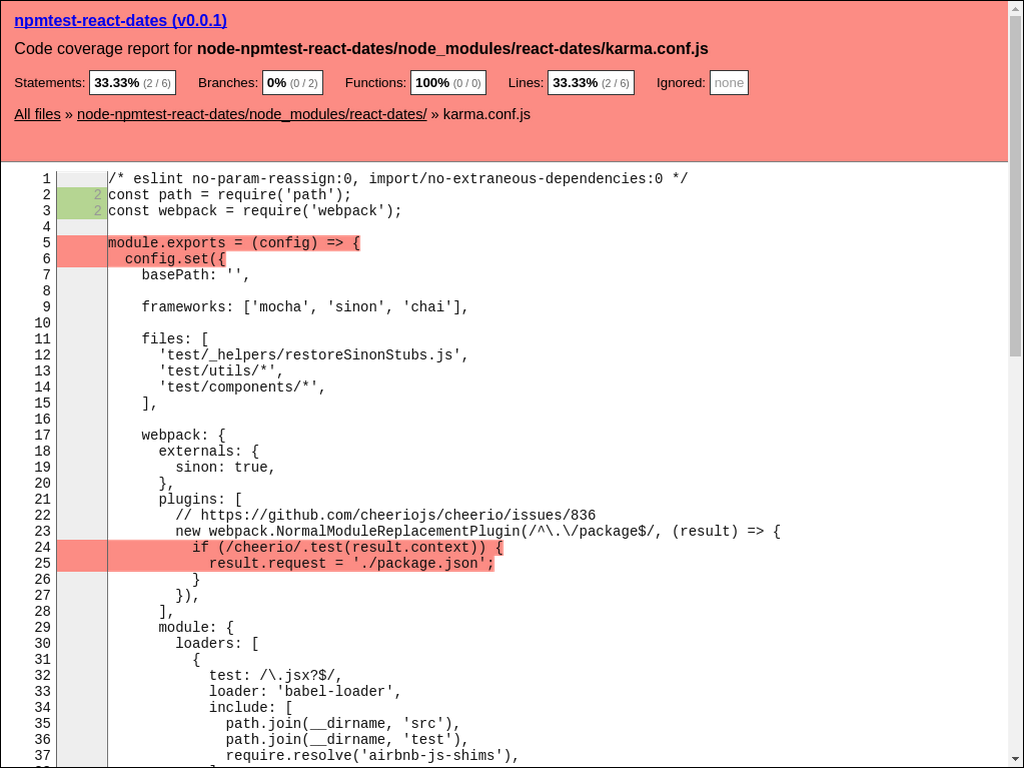 npmtest-react-dates (v0.0.1)
Code coverage report for node-npmtest-react-dates/node_modules/react-dates/karma.conf.js
Statements: 33.33% (2 / 6) Branches: 0% (0 / 2) Functions: 100% (0 / 0) Lines: 33.33% (2 / 6) Ignored: none
All files » node-npmtest-react-dates/node_modules/react-dates/ » karma.conf.js
1 /* eslint no-param-reassign:0, import/no-extraneous-dependencies:0 */
2 2 const path = require('path');
3 2 const webpack = require('webpack');
4
5 module.exports = (config) => {
6   config.set({
7     basePath: '',
8
9     frameworks: ['mocha', 'sinon', 'chai'],
10
11     files: [
12       'test/_helpers/restoreSinonStubs.js',
13       'test/utils/*',
14       'test/components/*',
15     ],
16
17     webpack: {
18       externals: {
19         sinon: true,
20       },
21       plugins: [
22         // https://github.com/cheeriojs/cheerio/issues/836
23         new webpack.NormalModuleReplacementPlugin(/^\.\/package$/, (result) => {
24           if (/cheerio/.test(result.context)) {
25             result.request = './package.json';
26           }
27         }),
28       ],
29       module: {
30         loaders: [
31           {
32             test: /\.jsx?$/,
33             loader: 'babel-loader',
34             include: [
35               path.join(__dirname, 'src'),
36               path.join(__dirname, 'test'),
37               require.resolve('airbnb-js-shims'),